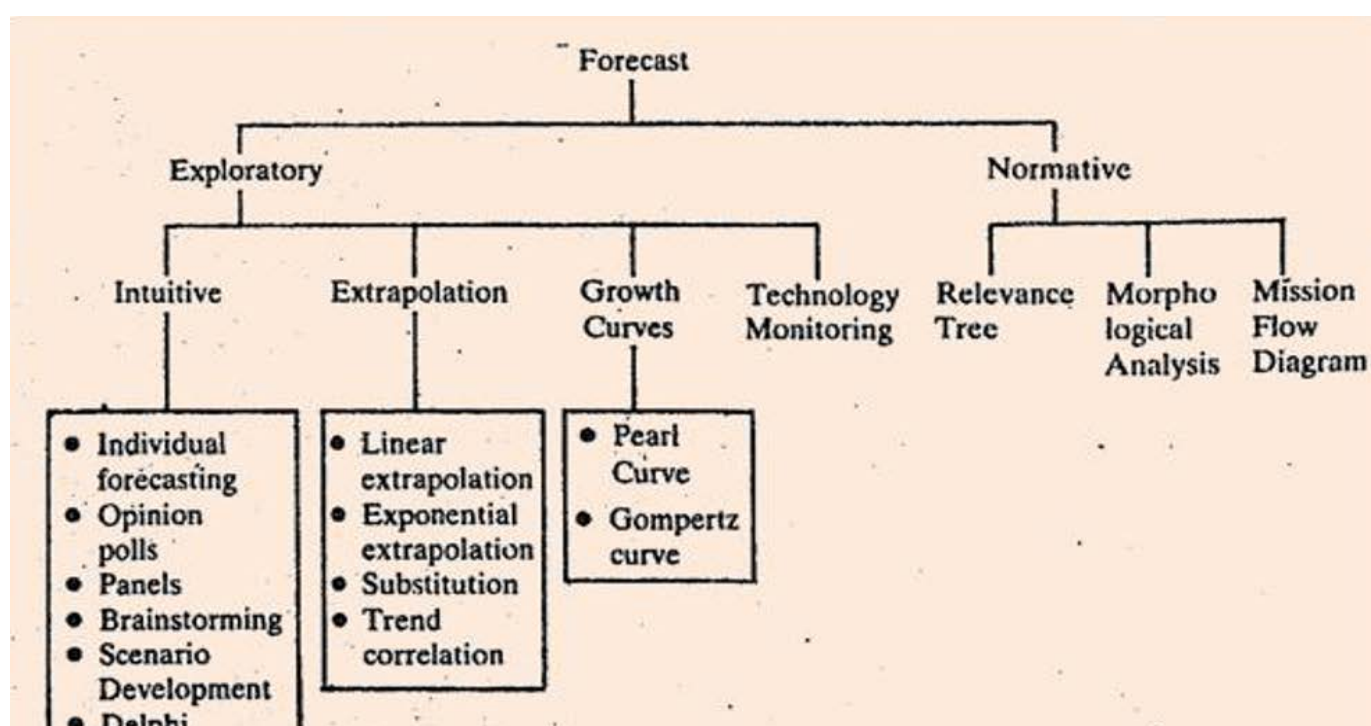 Forecast
Exploratory
Normative
Intuitive
Extrapolation
Growth
Curves
Technology
Monitoring
Relevance
Tree
Morpho
logical
Analysis
Mission
Flow
Diagram
● Individual
forecasting
● Opinion
polls
● Panels
● Brainstorming
● Scenario
Development
● Delphi
● Linear
extrapolation
● Exponential
extrapolation
● Substitution
● Trend
correlation
● Pearl
Curve
● Gompertz
curve